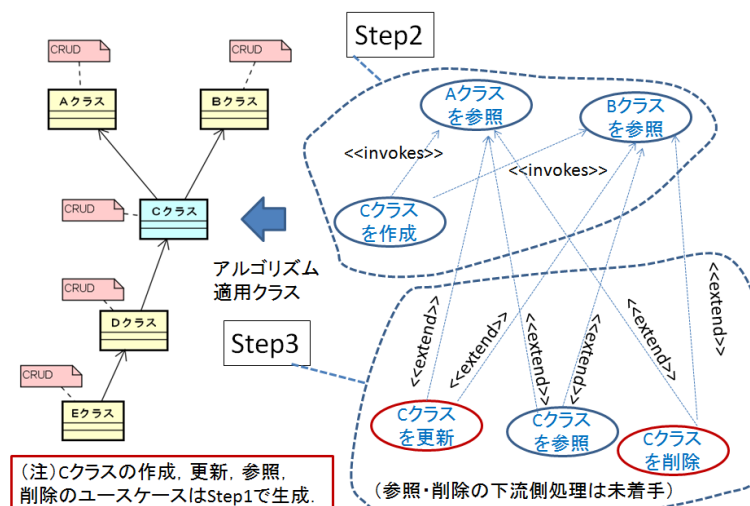 CRUD
CRUD
Aクラス
Bクラス
CRUD
Cクラス
アルゴリズム
適用クラス
CRUD
Dクラス
CRUD
Eクラス
(注)Cクラスの作成，更新，参照，
削除のユースケースはStep1で生成．
Step2
Aクラス
を参照
Bクラス
を参照
<<invokes>>
<<invokes>>
Cクラス
を作成
Step3
<<extend>>
<<extend>>
<<extend>>
<<extend>>
<<extend>>
<<extend>>
Cクラス
を更新
Cクラス
を参照
Cクラス
を削除
(参照・削除の下流側処理は未着手)